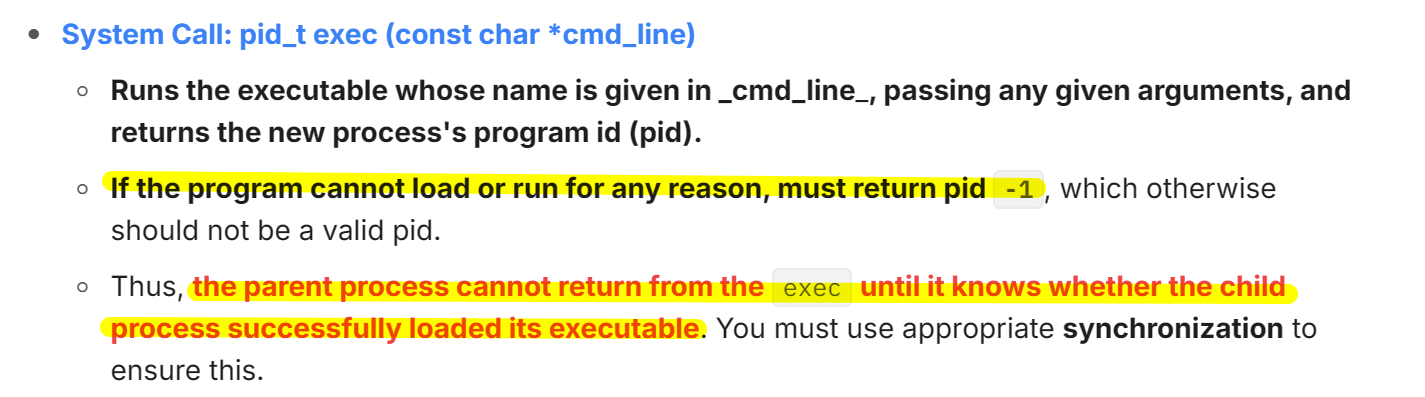 • System Call: pid_t exec (const char *cmd_line)
○ Runs the executable whose name is given in _cmd_line_, passing any given arguments, and
returns the new process's program id (pid).
○ If the program cannot load or run for any reason, must return pid -1, which otherwise
should not be a valid pid.
○ Thus, the parent process cannot return from the exec until it knows whether the child
process successfully loaded its executable. You must use appropriate synchronization to
ensure this.